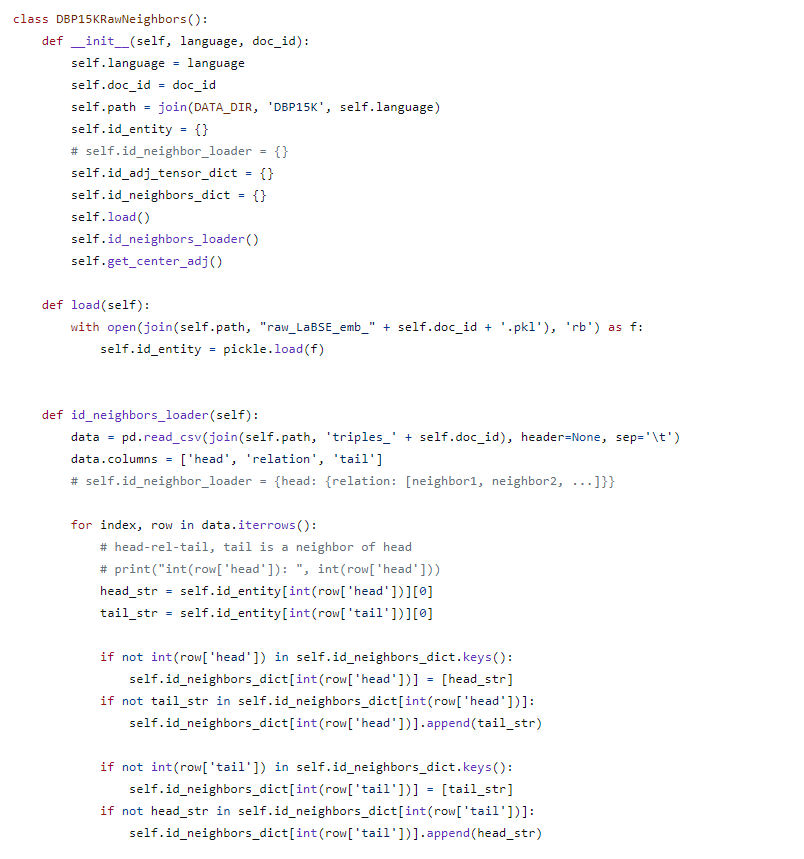 class DBP15KRawNeighbors():
    def __init__(self, language, doc_id):
        self.language = language
        self.doc_id = doc_id
        self.path = join(DATA_DIR, 'DBP15K', self.language)
        self.id_entity = {}
        # self.id_neighbor_loader = {}
        self.id_adj_tensor_dict = {}
        self.id_neighbors_dict = {}
        self.load()
        self.id_neighbors_loader()
        self.get_center_adj()

    def load(self):
        with open(join(self.path, "raw_LaBSE_emb_" + self.doc_id + '.pkl'), 'rb') as f:
            self.id_entity = pickle.load(f)

    def id_neighbors_loader(self):
        data = pd.read_csv(join(self.path, 'triples_' + self.doc_id), header=None, sep='\t')
        data.columns = ['head', 'relation', 'tail']
        # self.id_neighbor_loader = {head: {relation: [neighbor1, neighbor2, ...]}}

        for index, row in data.iterrows():
            # head-rel-tail, tail is a neighbor of head
            # print("int(row['head']): ", int(row['head']))
            head_str = self.id_entity[int(row['head'])][0]
            tail_str = self.id_entity[int(row['tail'])][0]

            if not int(row['head']) in self.id_neighbors_dict.keys():
                self.id_neighbors_dict[int(row['head'])] = [head_str]
            if not tail_str in self.id_neighbors_dict[int(row['head'])]:
                self.id_neighbors_dict[int(row['head'])].append(tail_str)

            if not int(row['tail']) in self.id_neighbors_dict.keys():
                self.id_neighbors_dict[int(row['tail'])] = [tail_str]
            if not head_str in self.id_neighbors_dict[int(row['tail'])]:
                self.id_neighbors_dict[int(row['tail'])].append(head_str)